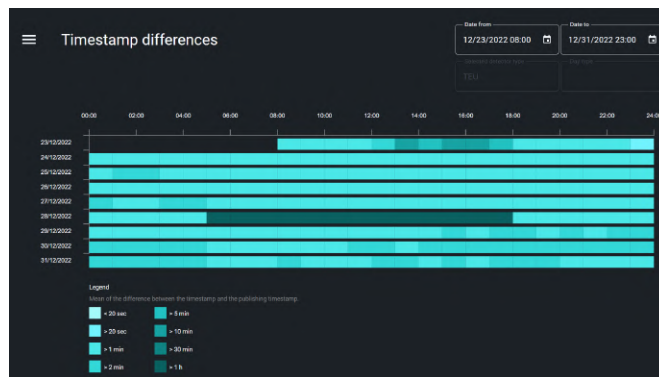 Timestamp differences
Date from
12/23/2022 08:00
Date to
12/31/2022 23:00
TEU
00:00 02:00 04:00 06:00 08:00 10:00 12:00 14:00 16:00 18:00 20:00 22:00 24:0
23/12/2022
24/12/2022
25/12/2022
26/12/2022
27/12/2022
28/12/2022
29/12/2022
30/12/2022
31/12/2022
Legend
Mean of the difference between the timestamp and the publishing timestamp.
< 20 sec > 5 min
> 20 sec > 10 min
> 1 min > 30 min
> 2 min > 1 h